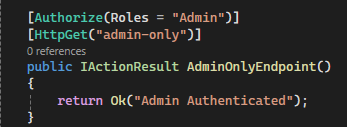 [Authorize(Roles = "Admin")]
[HttpGet("admin-only")]
0 references
public IActionResult AdminOnlyEndpoint()
{
return Ok("Admin Authenticated");
}